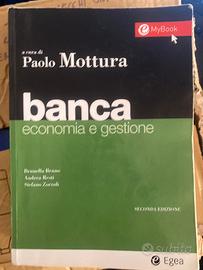 e MyBook
a cura di
Paolo Mottura
banca
economia e gestione
Brunella Bruno
Andrea Resti
Stefano Zorzoli
SECONDA EDIZIONE
subito
e Egea